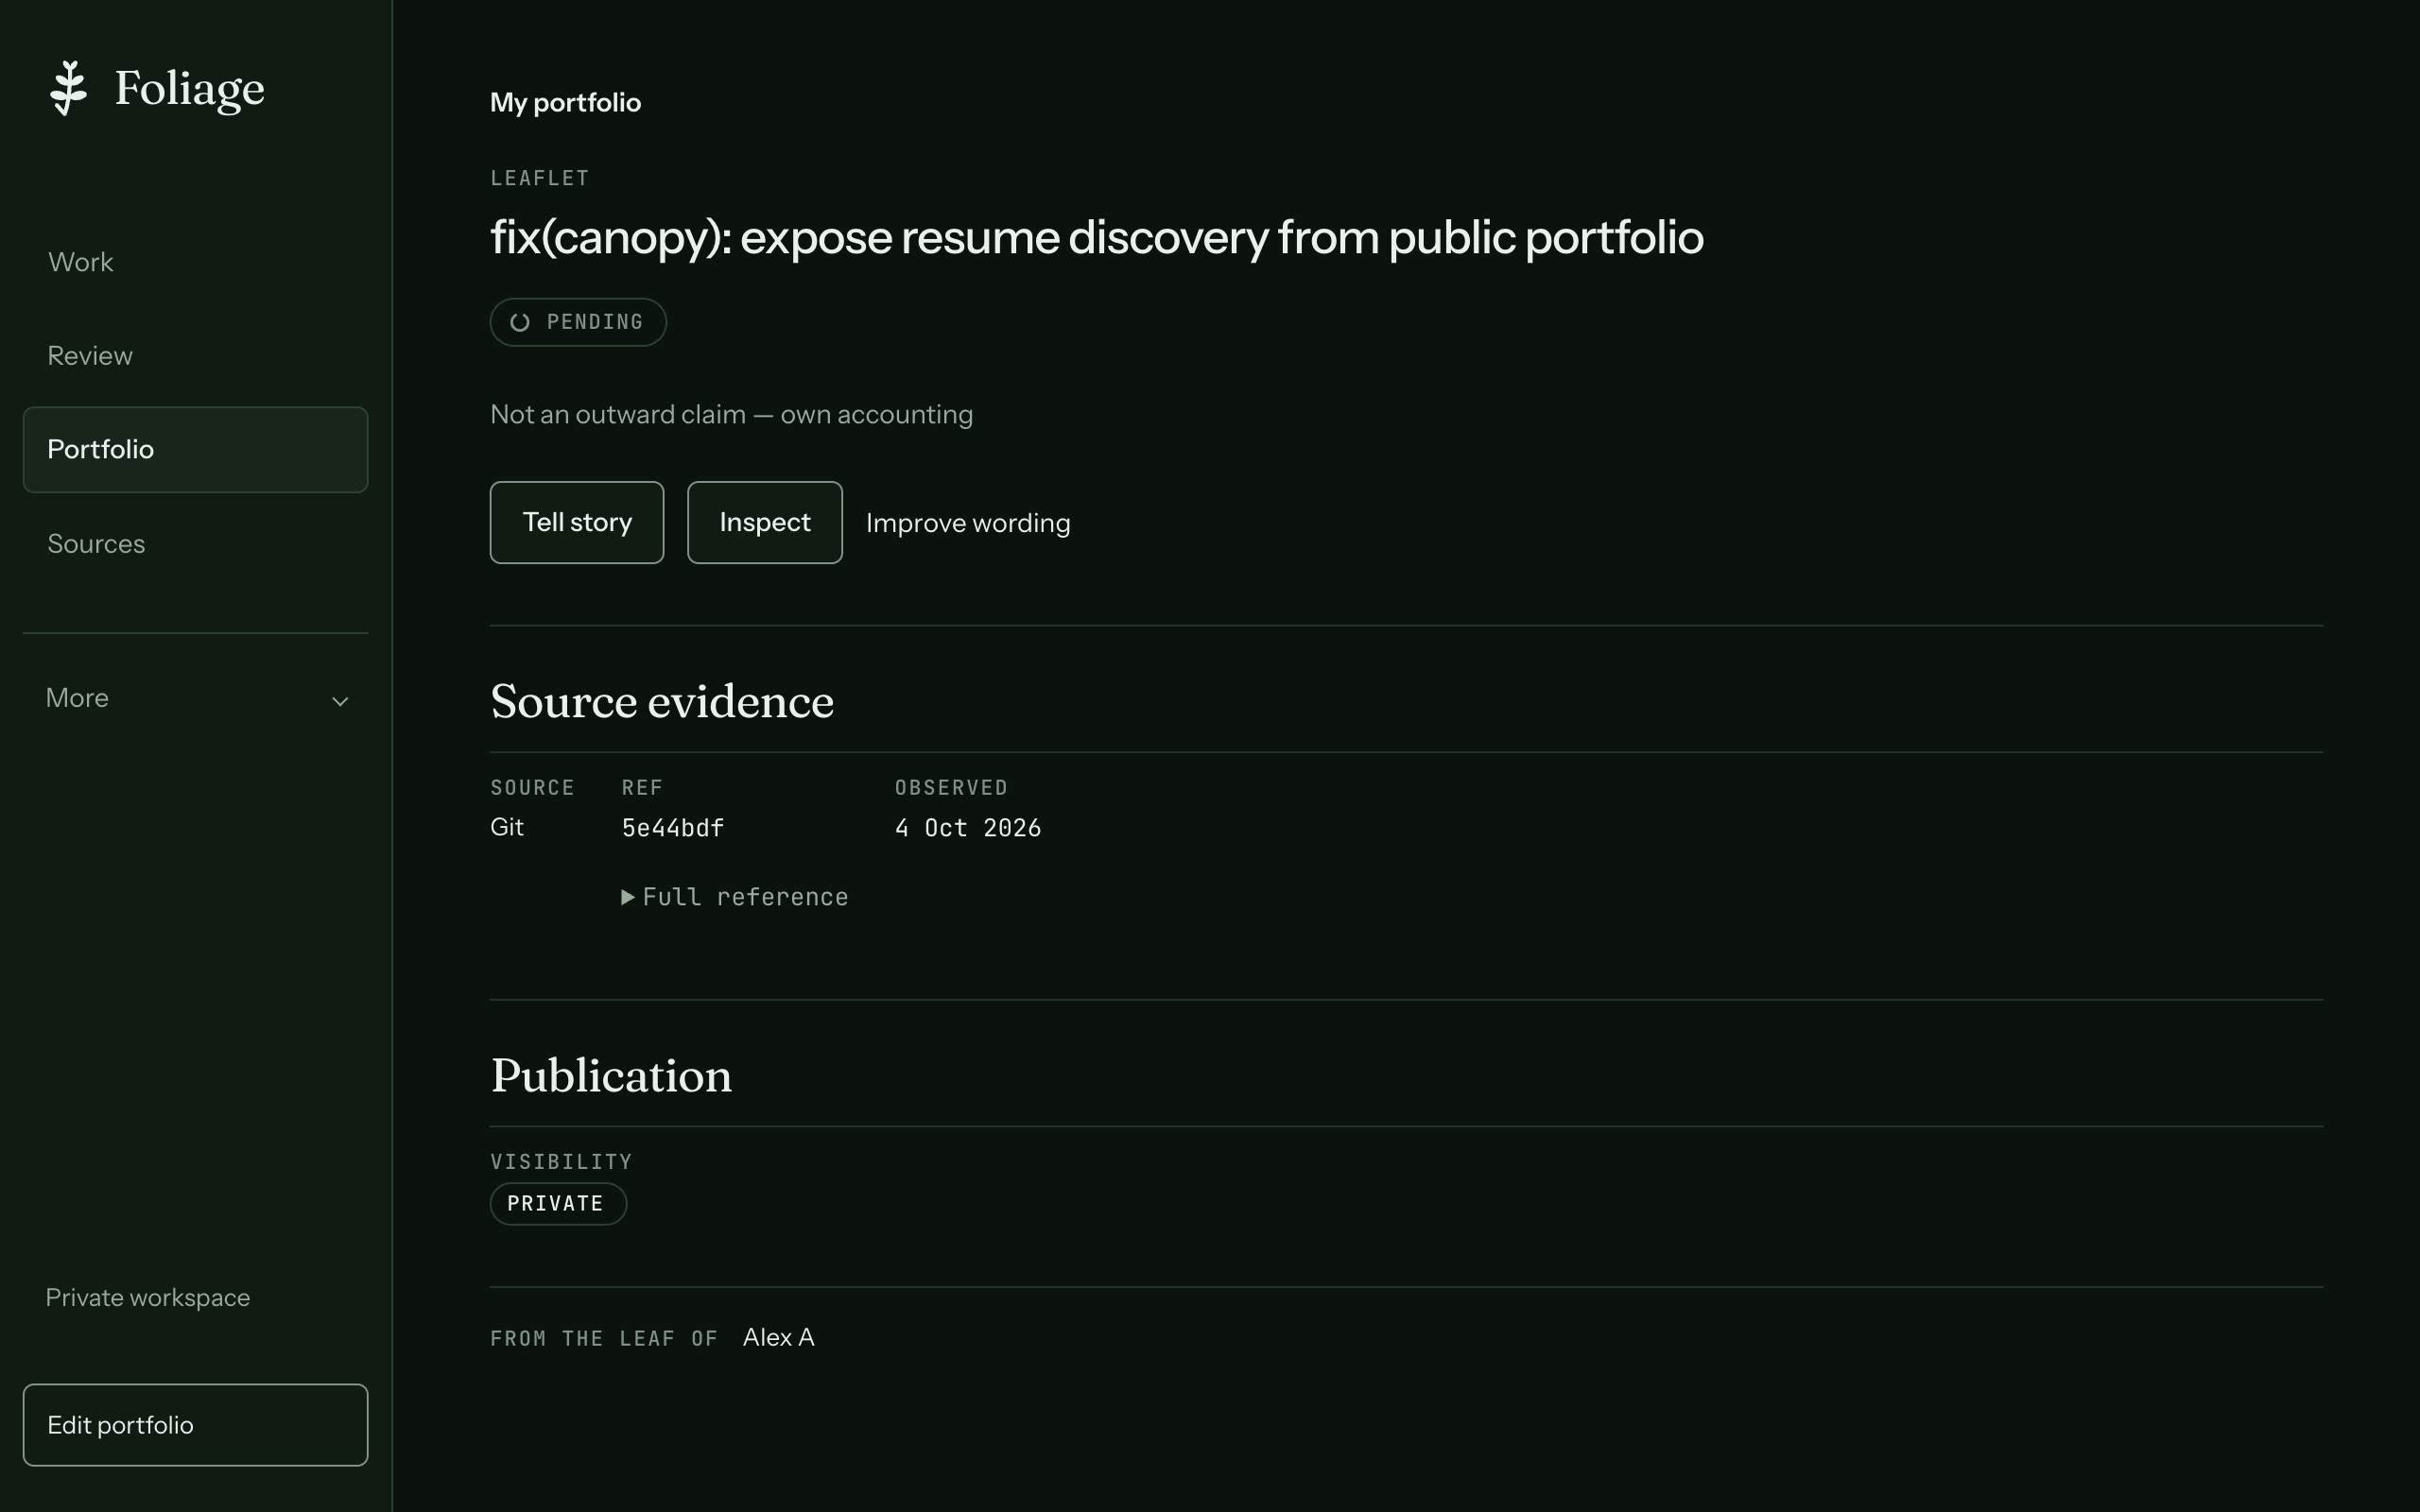 Foliage
Work
Review
Portfolio
Sources
More
Private workspace
Edit portfolio
My portfolio
LEAFLET
fix(canopy): expose resume discovery from public portfolio
PENDING
Not an outward claim — own accounting
Tell story Inspect Improve wording
Source evidence
SOURCE REF OBSERVED
Git 5e44bdf 4 Oct 2026
Full reference
Publication
VISIBILITY
PRIVATE
FROM THE LEAF OF Alex A